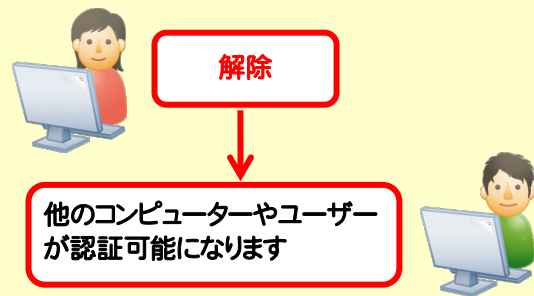 解除
他のコンピューターやユーザー
が認証可能になります